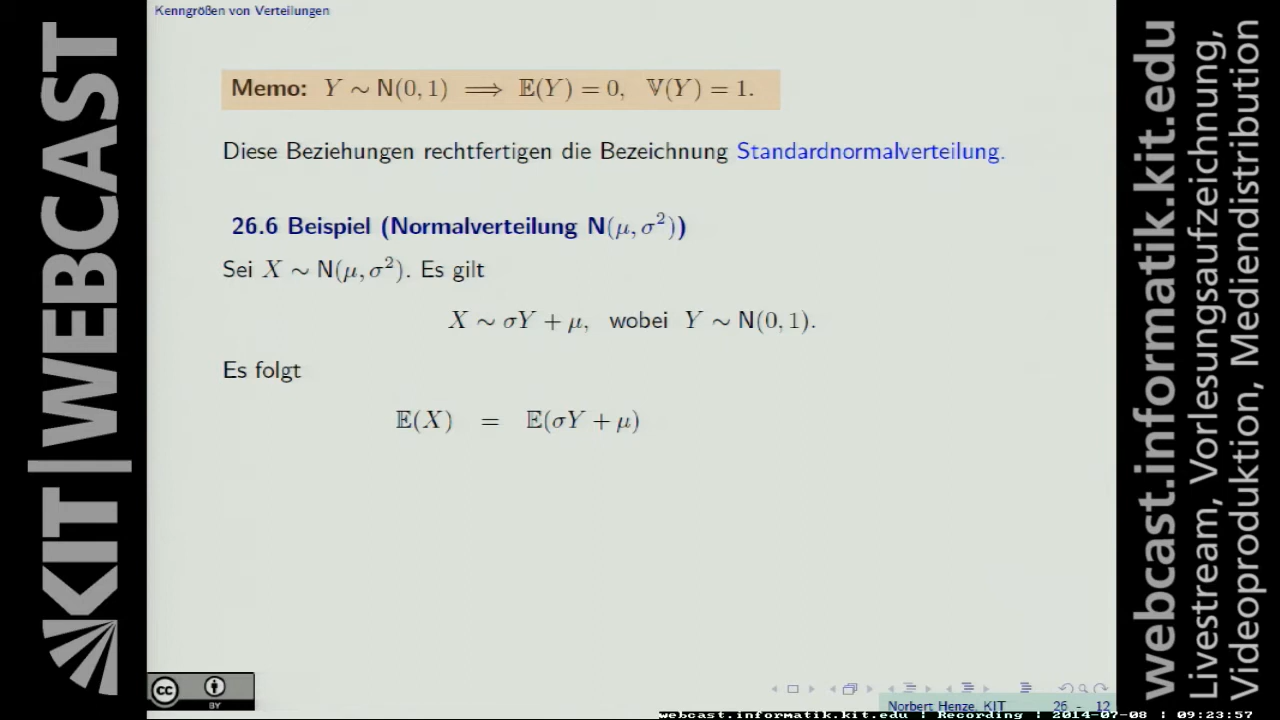 KIT|WEBCAST
Kenngrößen von Verteilungen
Memo: Y ∼ N(0, 1) ⟹ 𝔼(Y) = 0, 𝕍(Y) = 1.
Diese Beziehungen rechtfertigen die Bezeichnung Standardnormalverteilung.
26.6 Beispiel (Normalverteilung N(μ, σ²))
Sei X ∼ N(μ, σ²). Es gilt
X ∼ σY + μ, wobei Y ∼ N(0, 1).
Es folgt
𝔼(X) = 𝔼(σY + μ)
cc
BY
Norbert Henze, KIT 26 - 12
webcast.informatik.kit.edu | Recording | 2014-07-08 | 09:23:57
webcast.informatik.kit.edu
Livestream, Vorlesungsaufzeichnung,
Videoproduktion, Mediendistribution